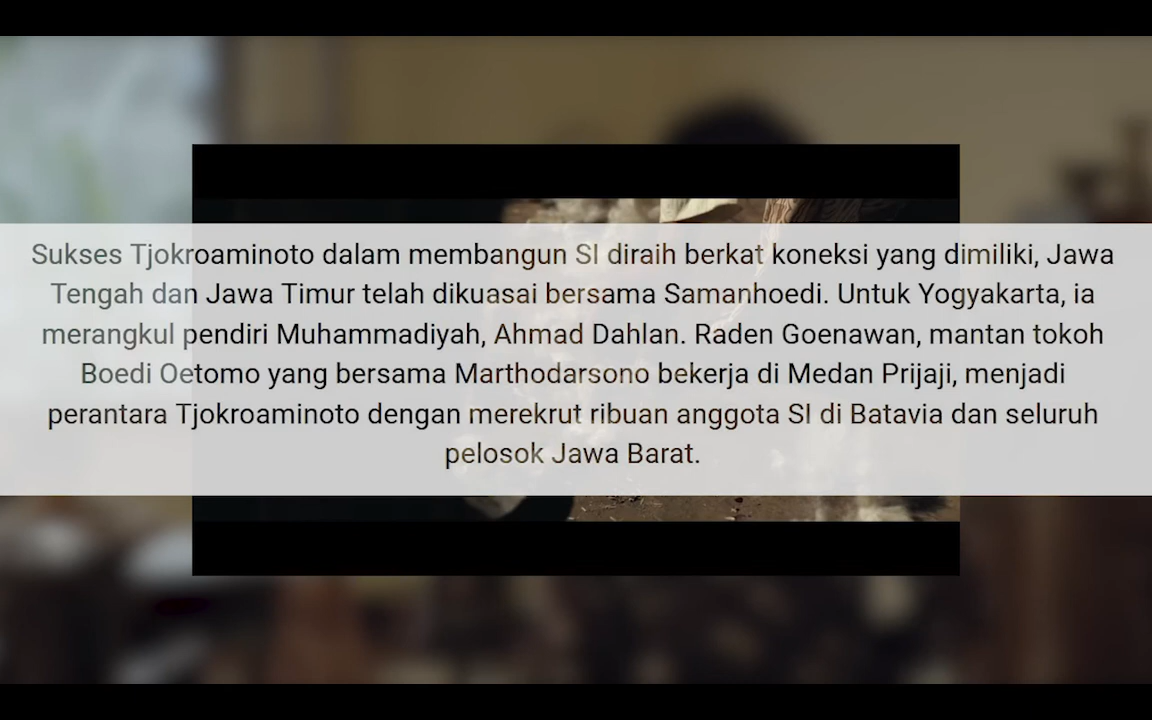 Sukses Tjokroaminoto dalam membangun SI diraih berkat koneksi yang dimiliki, Jawa
Tengah dan Jawa Timur telah dikuasai bersama Samanhoedi. Untuk Yogyakarta, ia
merangkul pendiri Muhammadiyah, Ahmad Dahlan. Raden Goenawan, mantan tokoh
Boedi Oetomo yang bersama Marthodarsono bekerja di Medan Prijaji, menjadi
perantara Tjokroaminoto dengan merekrut ribuan anggota SI di Batavia dan seluruh
pelosok Jawa Barat.